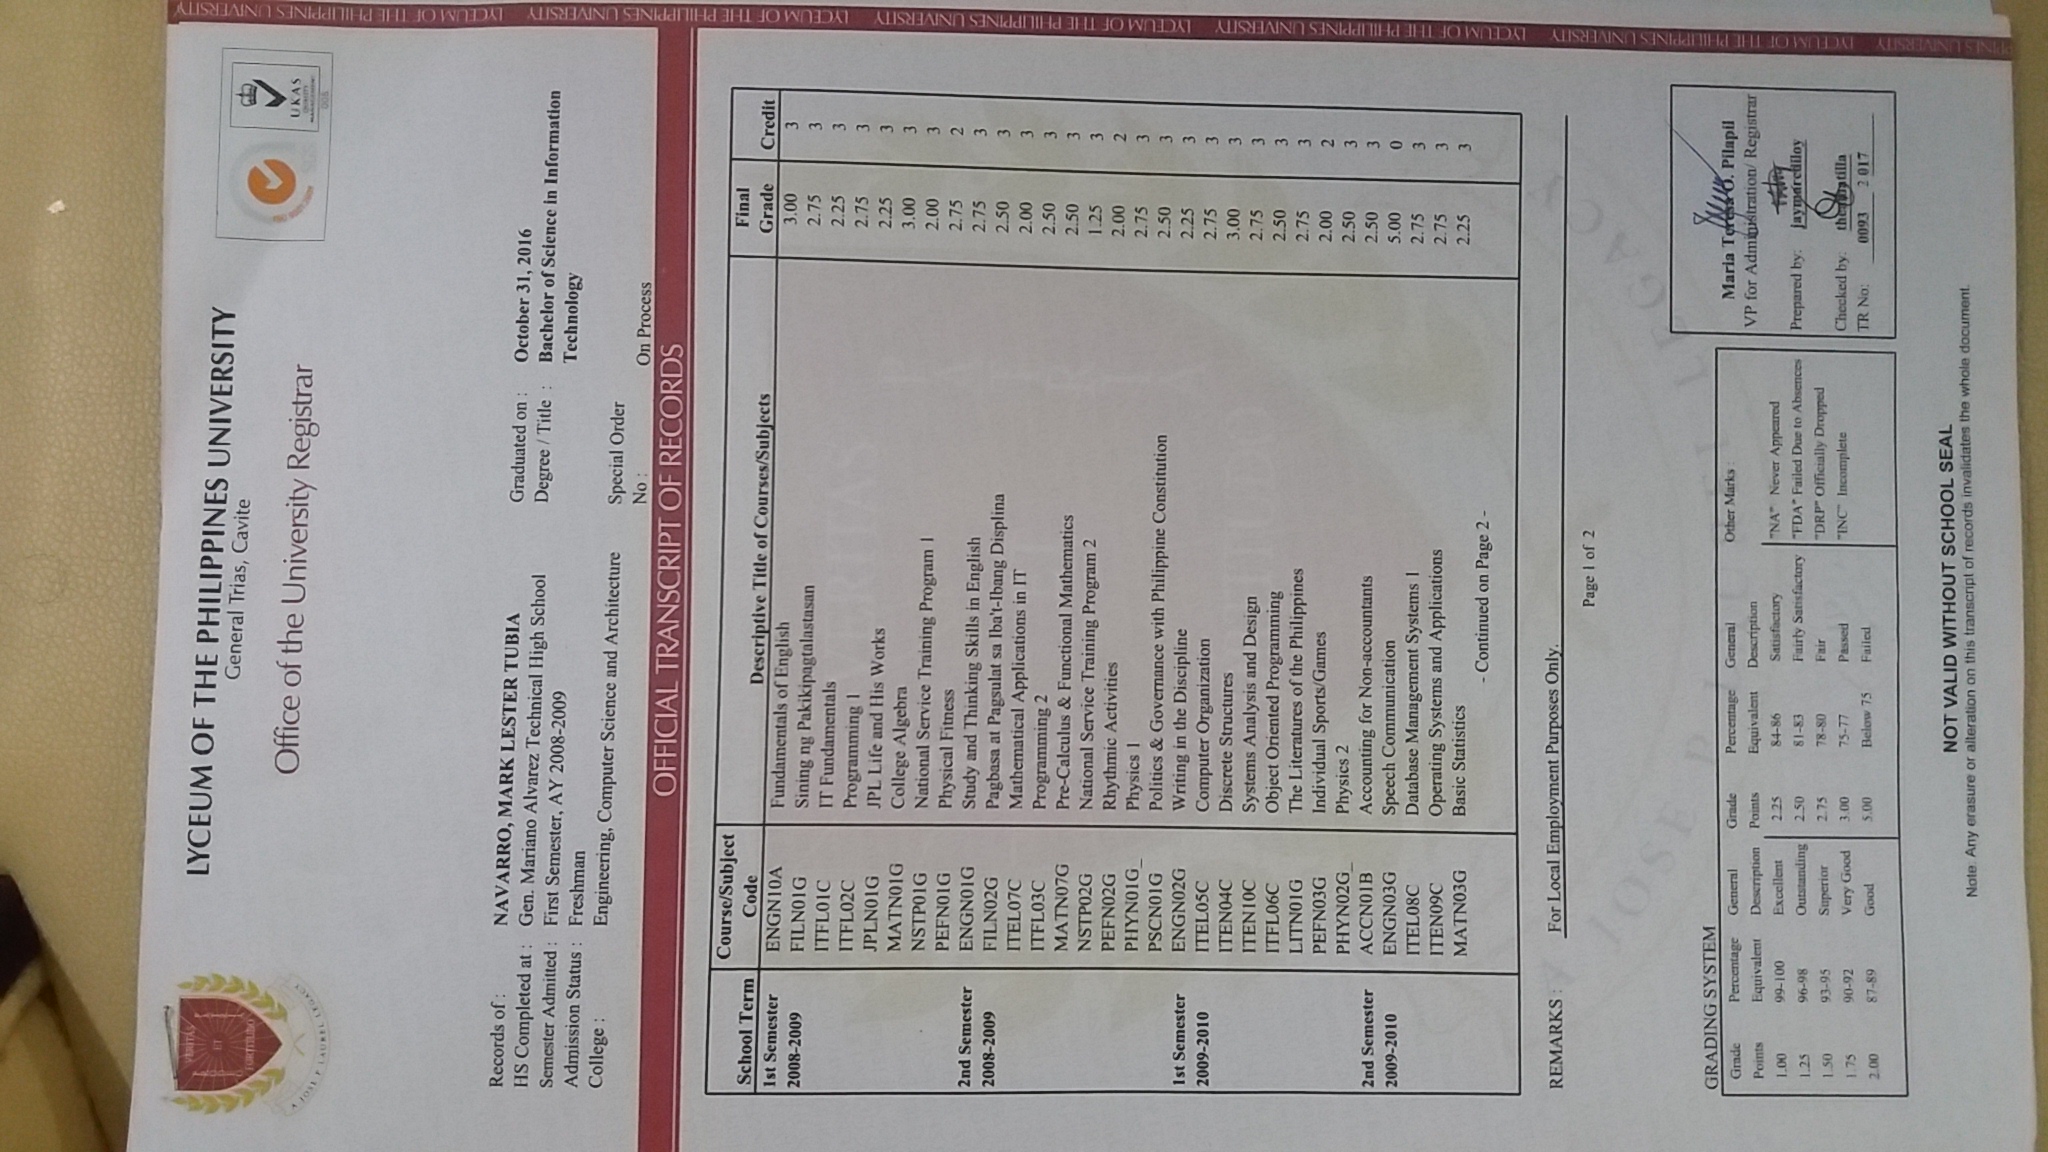 LYCEUM OF THE PHILIPPINES UNIVERSITY
General Trias, Cavite
Office of the University Registrar
VERITAS
ET
FORTITUDO
JOSE P LAUREL LEGACY
UKAS
QUALITY
MANAGEMENT
005
Records of : NAVARRO, MARK LESTER TUBIA
HS Completed at : Gen. Mariano Alvarez Technical High School Graduated on : October 31, 2016
Semester Admitted : First Semester, AY 2008-2009 Degree / Title : Bachelor of Science in Information
Admission Status : Freshman Technology
College : Engineering, Computer Science and Architecture Special Order
No : On Process
OFFICIAL TRANSCRIPT OF RECORDS
School Term Course/Subject Code Descriptive Title of Courses/Subjects Final Grade Credit
1st Semester ENGN10A Fundamentals of English 3.00 3
2008-2009 FILN01G Sining ng Pakikipagtalastasan 2.75 3
ITFL01C IT Fundamentals 2.25 3
ITFL02C Programming 1 2.75 3
JPLN01G JPL Life and His Works 2.25 3
MATN01G College Algebra 3.00 3
NSTP01G National Service Training Program 1 2.00 3
PEFN01G Physical Fitness 2.75 2
2nd Semester ENGN01G Study and Thinking Skills in English 2.75 3
2008-2009 FILN02G Pagbasa at Pagsulat sa Iba't-Ibang Displina 2.50 3
ITEL07C Mathematical Applications in IT 2.00 3
ITFL03C Programming 2 2.50 3
MATN07G Pre-Calculus & Functional Mathematics 2.50 3
NSTP02G National Service Training Program 2 1.25 3
PEFN02G Rhythmic Activities 2.00 2
PHYN01G_ Physics 1 2.75 3
PSCN01G Politics & Governance with Philippine Constitution 2.50 3
1st Semester ENGN02G Writing in the Discipline 2.25 3
2009-2010 ITEL05C Computer Organization 2.75 3
ITEN04C Discrete Structures 3.00 3
ITEN10C Systems Analysis and Design 2.75 3
ITFL06C Object Oriented Programming 2.50 3
LITN01G The Literatures of the Philippines 2.75 3
PEFN03G Individual Sports/Games 2.00 2
PHYN02G_ Physics 2 2.50 3
2nd Semester ACCN01B Accounting for Non-accountants 2.50 3
2009-2010 ENGN03G Speech Communication 5.00 0
ITEL08C Database Management Systems 1 2.75 3
ITEN09C Operating Systems and Applications 2.75 3
MATN03G Basic Statistics 2.25 3
- Continued on Page 2 -
REMARKS : For Local Employment Purposes Only.
Page 1 of 2
GRADING SYSTEM
Grade Percentage General Grade Percentage General Other Marks :
Points Equivalent Description Points Equivalent Description
1.00 99-100 Excellent 2.25 84-86 Satisfactory "NA" Never Appeared
1.25 96-98 Outstanding 2.50 81-83 Fairly Satisfactory "FDA" Failed Due to Absences
1.50 93-95 Superior 2.75 78-80 Fair "DRP" Officially Dropped
1.75 90-92 Very Good 3.00 75-77 Passed "INC" Incomplete
2.00 87-89 Good 5.00 Below 75 Failed
Maria Teresa O. Pilapil
VP for Administration/ Registrar
Prepared by:
Checked by:
TR No: 0093 2017
NOT VALID WITHOUT SCHOOL SEAL
Note: Any erasure or alteration on this transcript of records invalidates the whole document.
LYCEUM OF THE PHILIPPINES UNIVERSITY LYCEUM OF THE PHILIPPINES UNIVERSITY LYCEUM OF THE PHILIPPINES UNIVERSITY LYCEUM OF THE PHILIPPINES UNIVERSITY LYCEUM OF THE PHILIPPINES UNIVERSITY PPINES UNIVERSITY